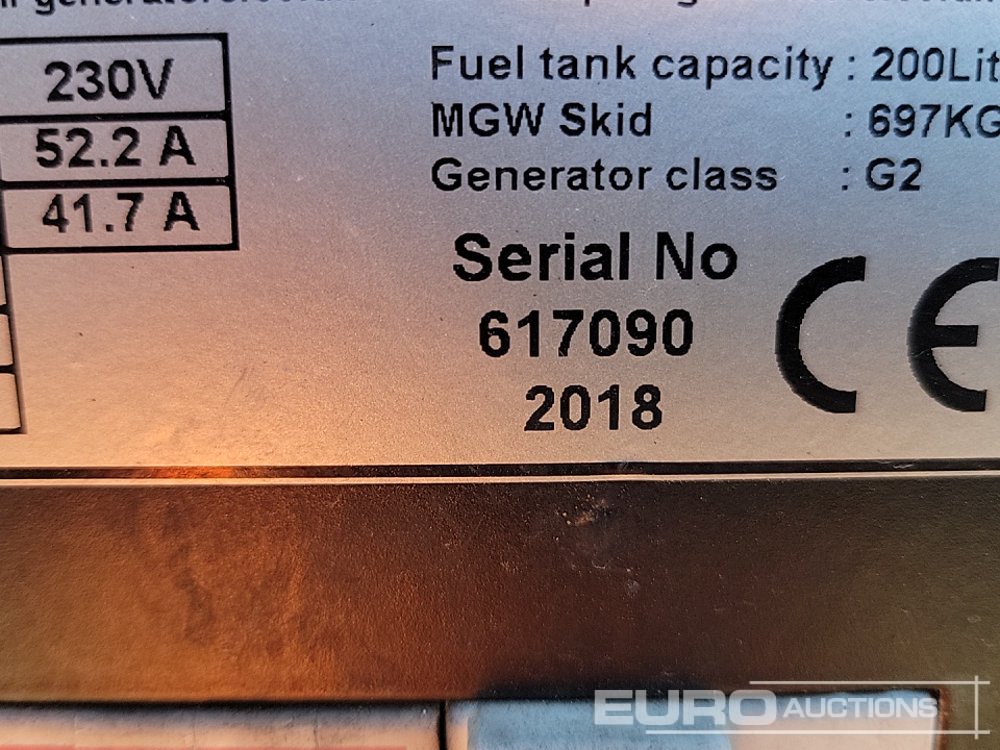 230V
52.2 A
41.7 A
Fuel tank capacity : 200Lit
MGW Skid : 697KG
Generator class : G2
Serial No
617090
2018
CE
EURO AUCTIONS